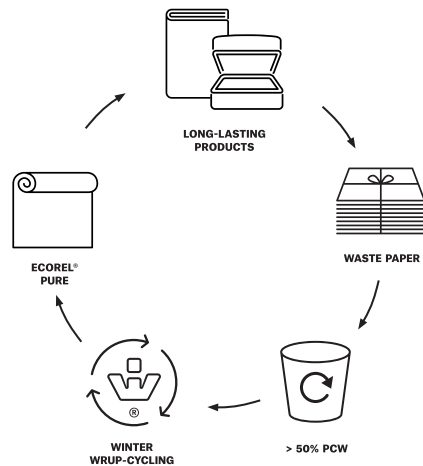 LONG-LASTING
PRODUCTS
WASTE PAPER
> 50% PCW
®
WINTER
WRUP-CYCLING
ECOREL®
PURE